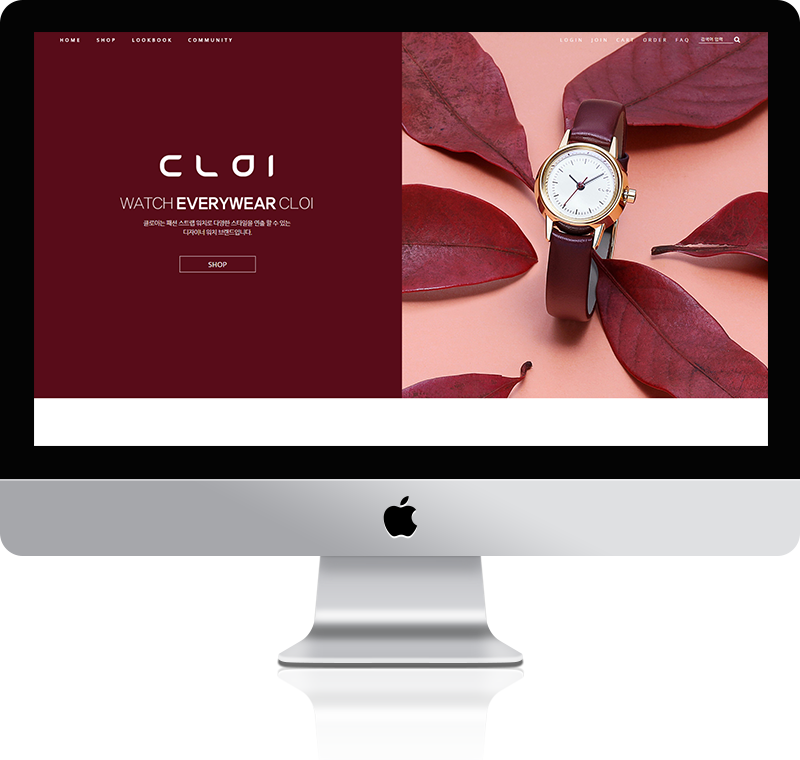 HOME SHOP LOOKBOOK COMMUNITY
LOGIN JOIN CART ORDER FAQ 검색어 입력
CLOI
WATCH EVERYWEAR CLOI
클로이는 패션 스트랩 워치로 다양한 스타일을 연출 할 수 있는
디자이너 워치 브랜드입니다.
SHOP